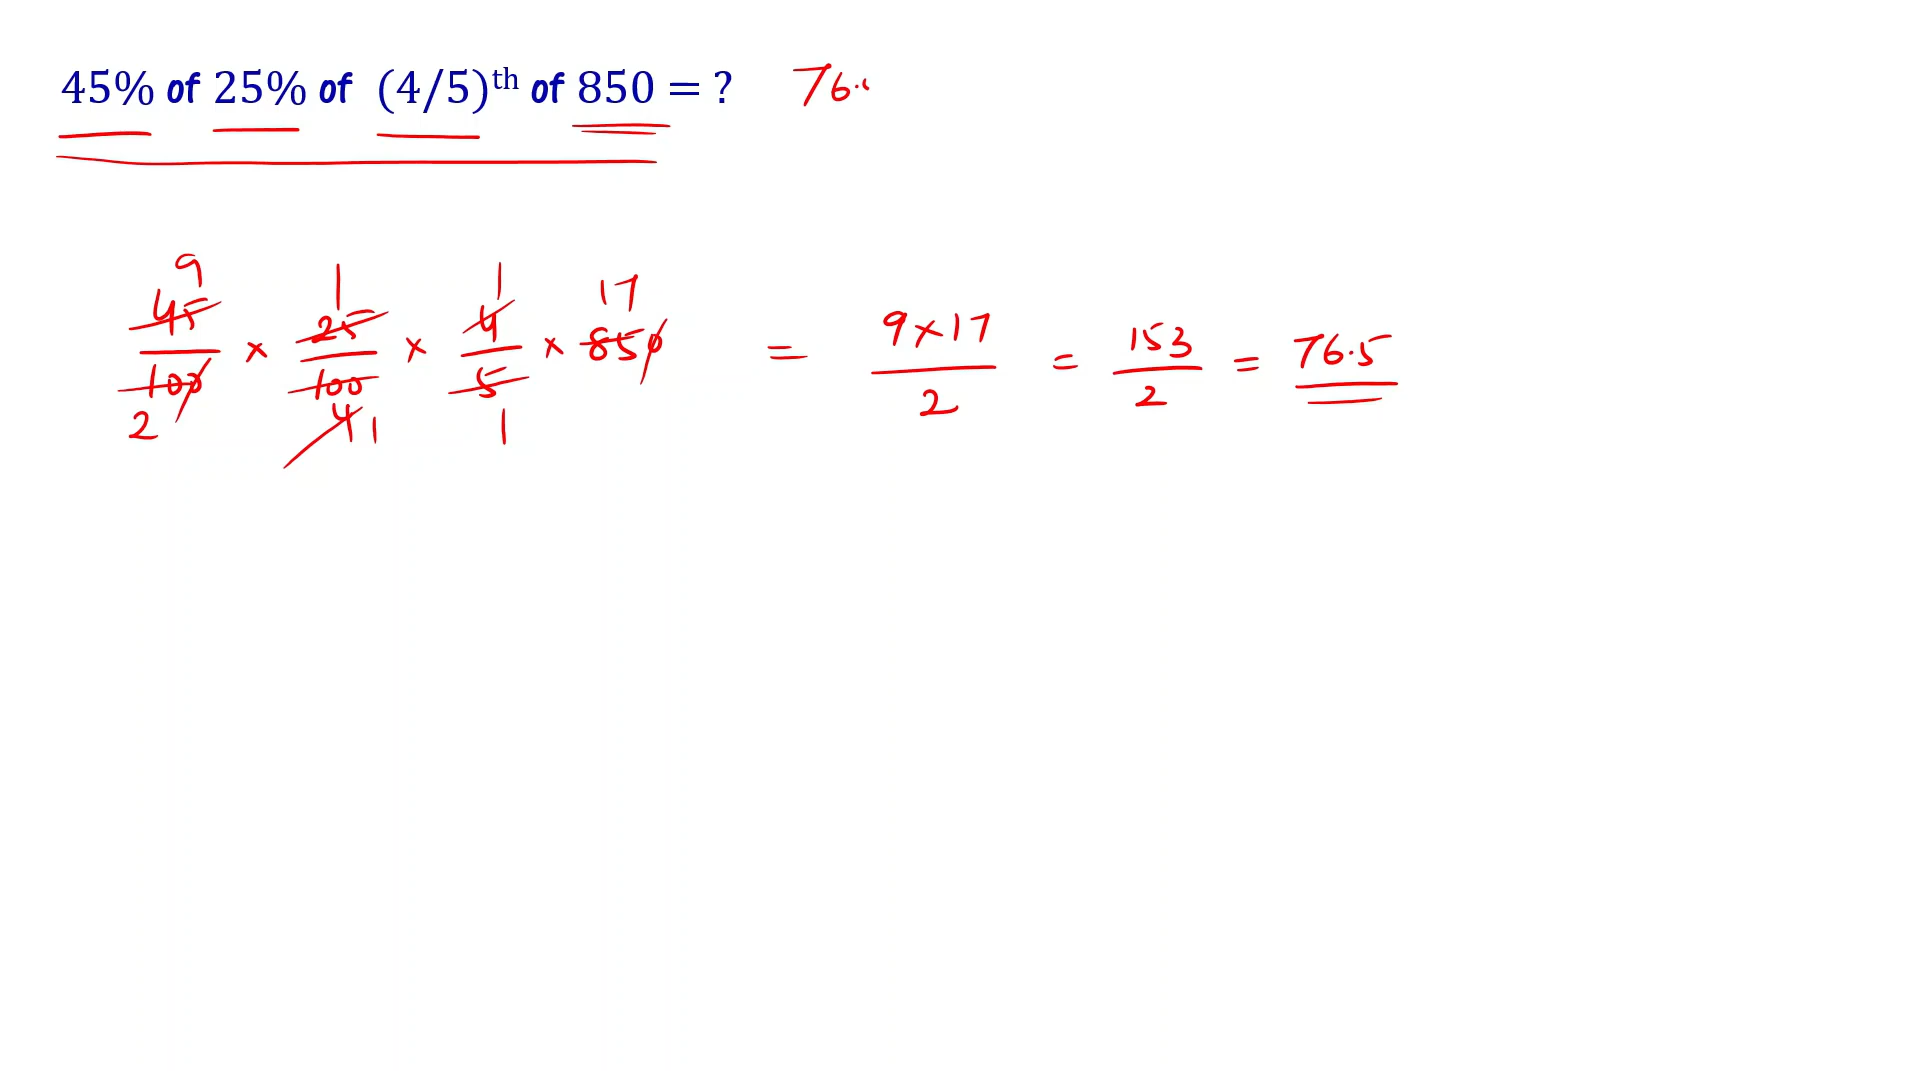 45% of 25% of (4/5)th of 850 = ? 76.
9 1 1 17
45/100 × 25/100 × 4/5 × 850 = 9×17/2 = 153/2 = 76.5
2 4 1 1